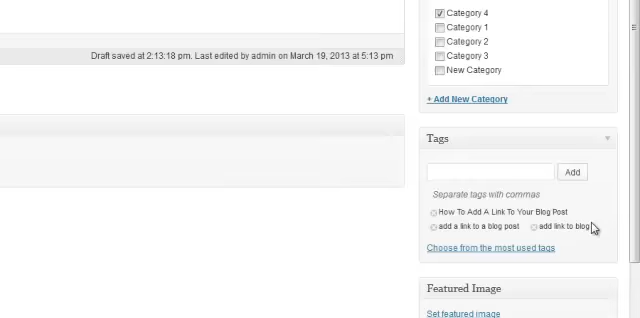 Category 4
Category 1
Category 2
Category 3
New Category
+ Add New Category
Draft saved at 2:13:18 pm. Last edited by admin on March 19, 2013 at 5:13 pm
Tags
Add
Separate tags with commas
How To Add A Link To Your Blog Post
add a link to a blog post
add link to blog
Choose from the most used tags
Featured Image
Set featured image